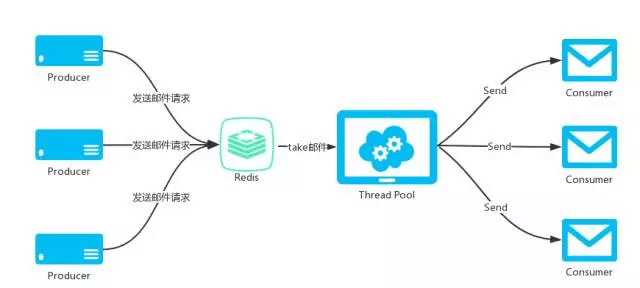 Producer
发送邮件请求
Producer
发送邮件请求
Producer
发送邮件请求
Redis
take邮件
Thread Pool
Send
Consumer
Send
Consumer
Send
Consumer